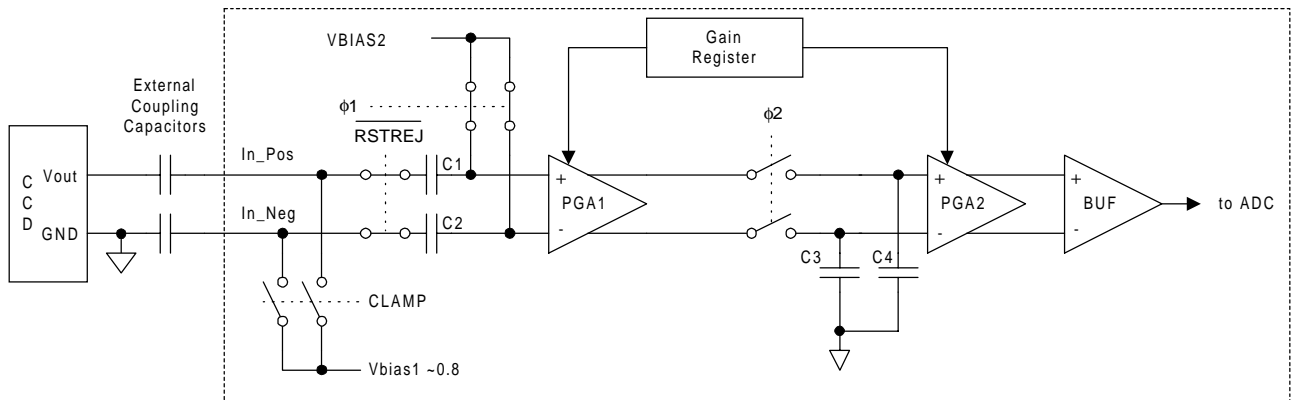 VBIAS2
Gain
Register
External
Coupling
Capacitors
ϕ1
RSTREJ
ϕ2
CCD
Vout
GND
In_Pos
In_Neg
C1
C2
+
-
PGA1
+
-
PGA2
+
-
BUF
to ADC
C3
C4
CLAMP
Vbias1 ~0.8